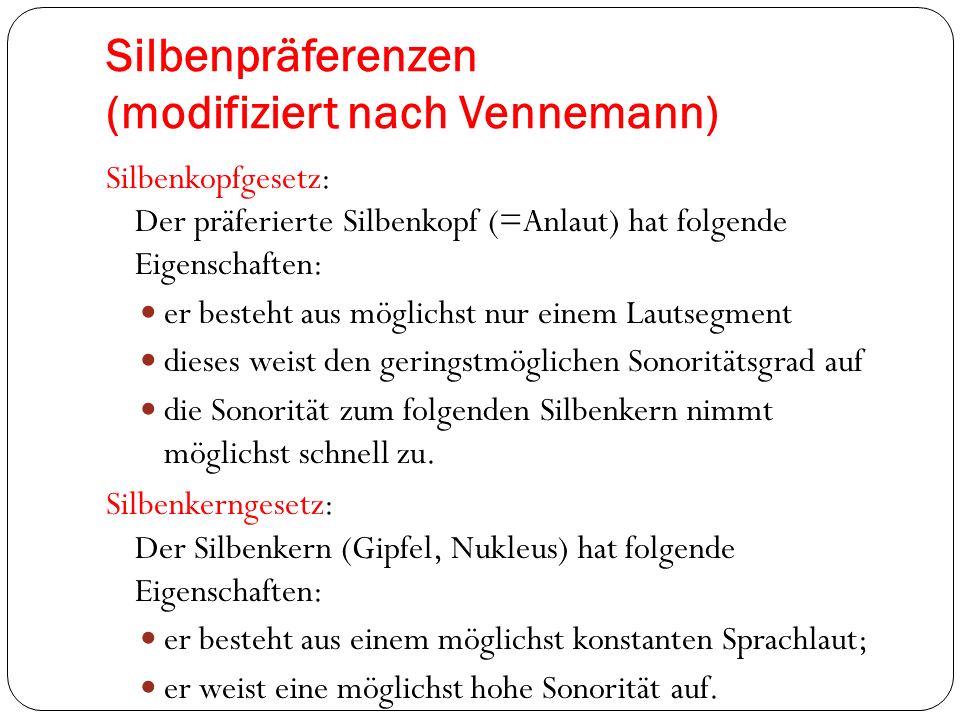 Silbenpräferenzen
(modifiziert nach Vennemann)
Silbenkopfgesetz:
Der präferierte Silbenkopf (=Anlaut) hat folgende
Eigenschaften:
• er besteht aus möglichst nur einem Lautsegment
• dieses weist den geringstmöglichen Sonoritätsgrad auf
• die Sonorität zum folgenden Silbenkern nimmt
möglichst schnell zu.
Silbenkerngesetz:
Der Silbenkern (Gipfel, Nukleus) hat folgende
Eigenschaften:
• er besteht aus einem möglichst konstanten Sprachlaut;
• er weist eine möglichst hohe Sonorität auf.